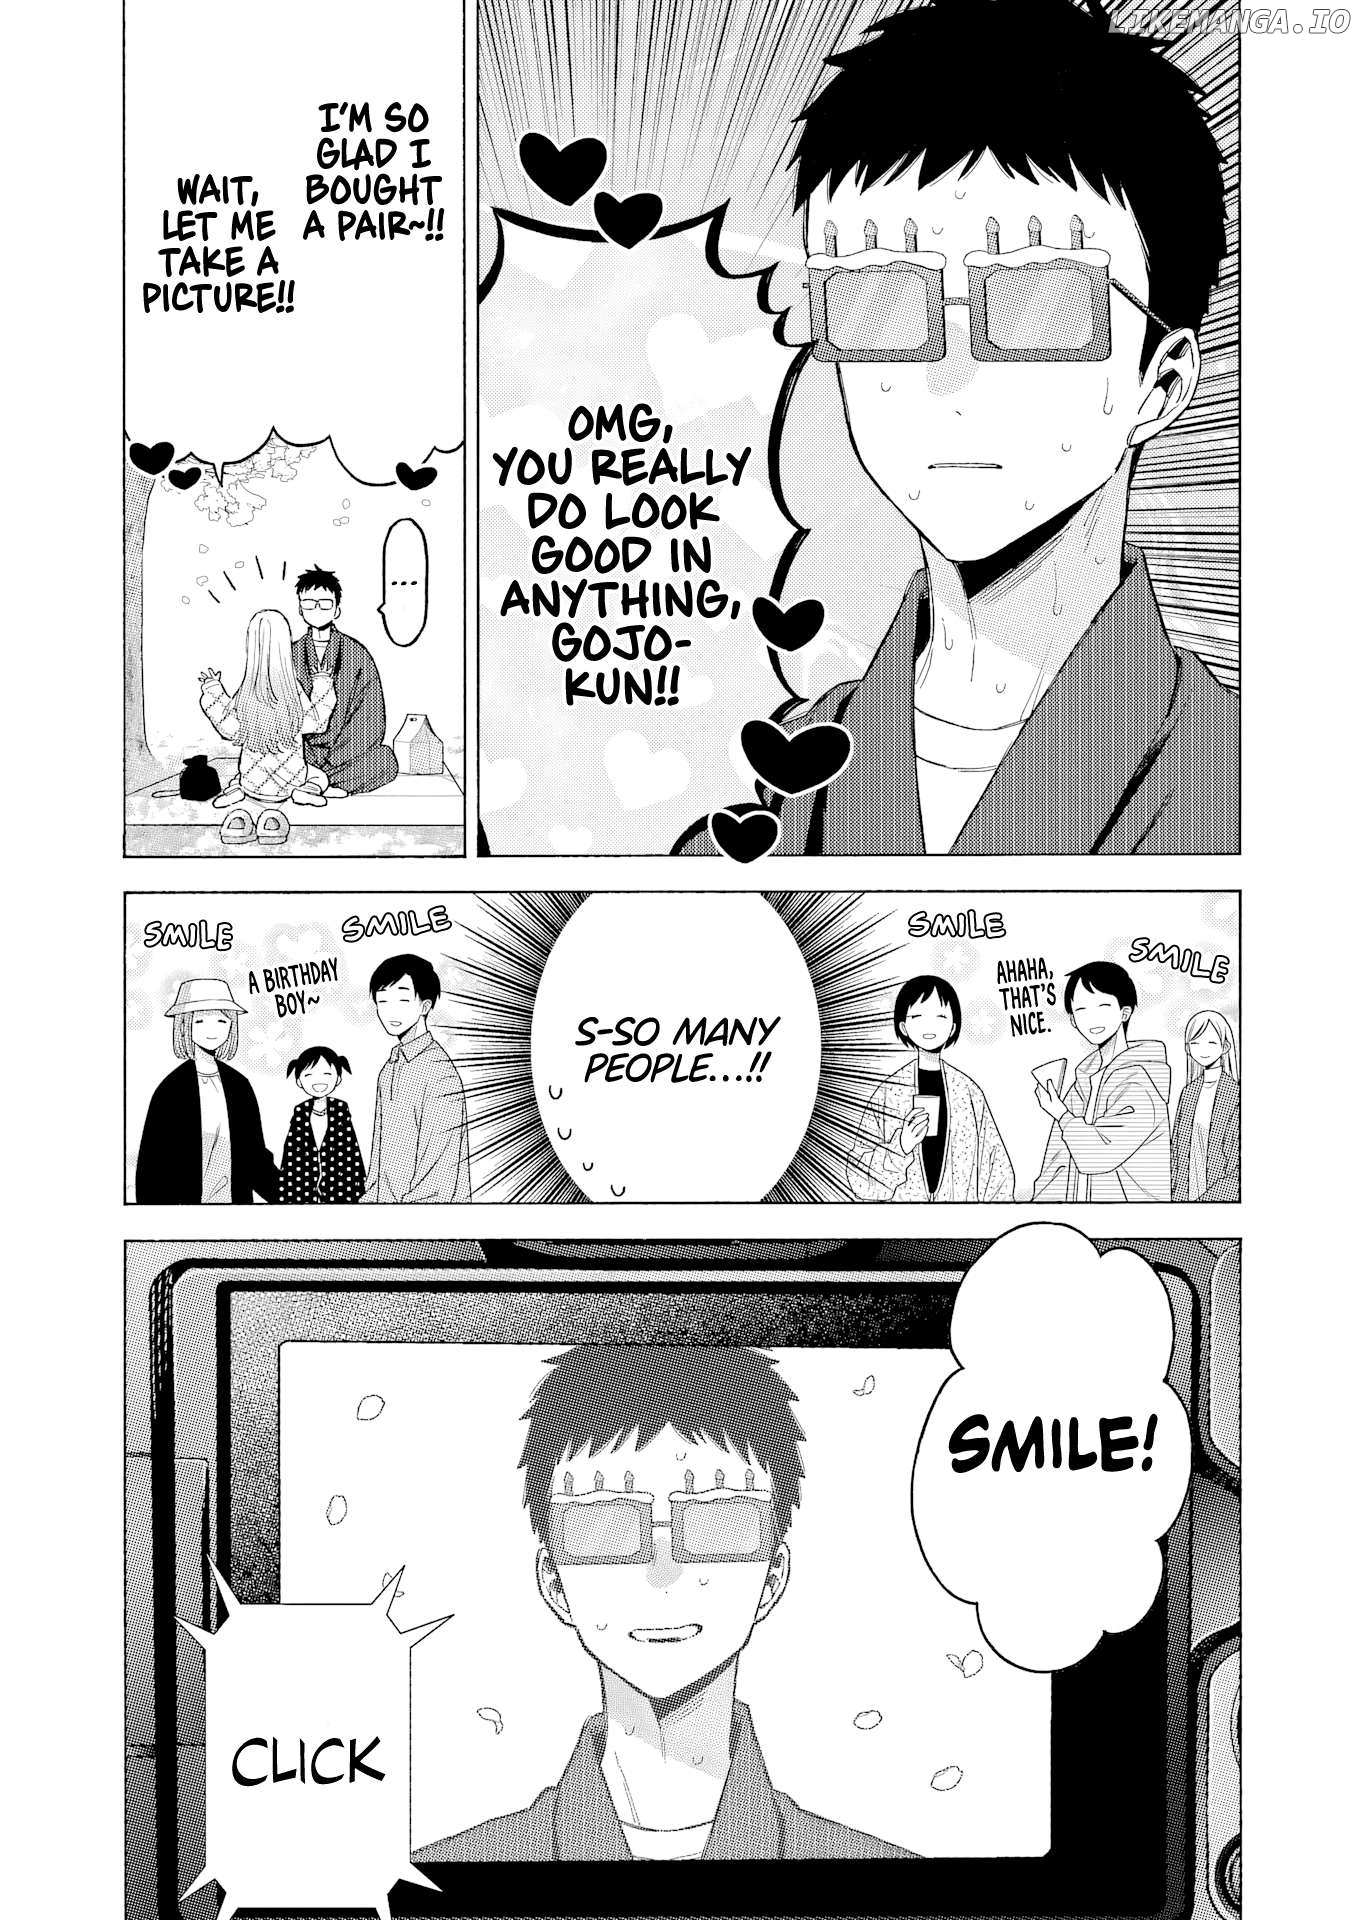 LIKEMANGA.IO
OMG,
YOU REALLY
DO LOOK
GOOD IN
ANYTHING,
GOJO-
KUN!!
I'M SO
GLAD I
BOUGHT
A PAIR~!!
WAIT,
LET ME
TAKE A
PICTURE!!
...
SMILE
SMILE
AHAHA,
THAT'S
NICE.
S-SO MANY
PEOPLE...!!
SMILE
A BIRTHDAY
BOY~
SMILE
SMILE!
CLICK